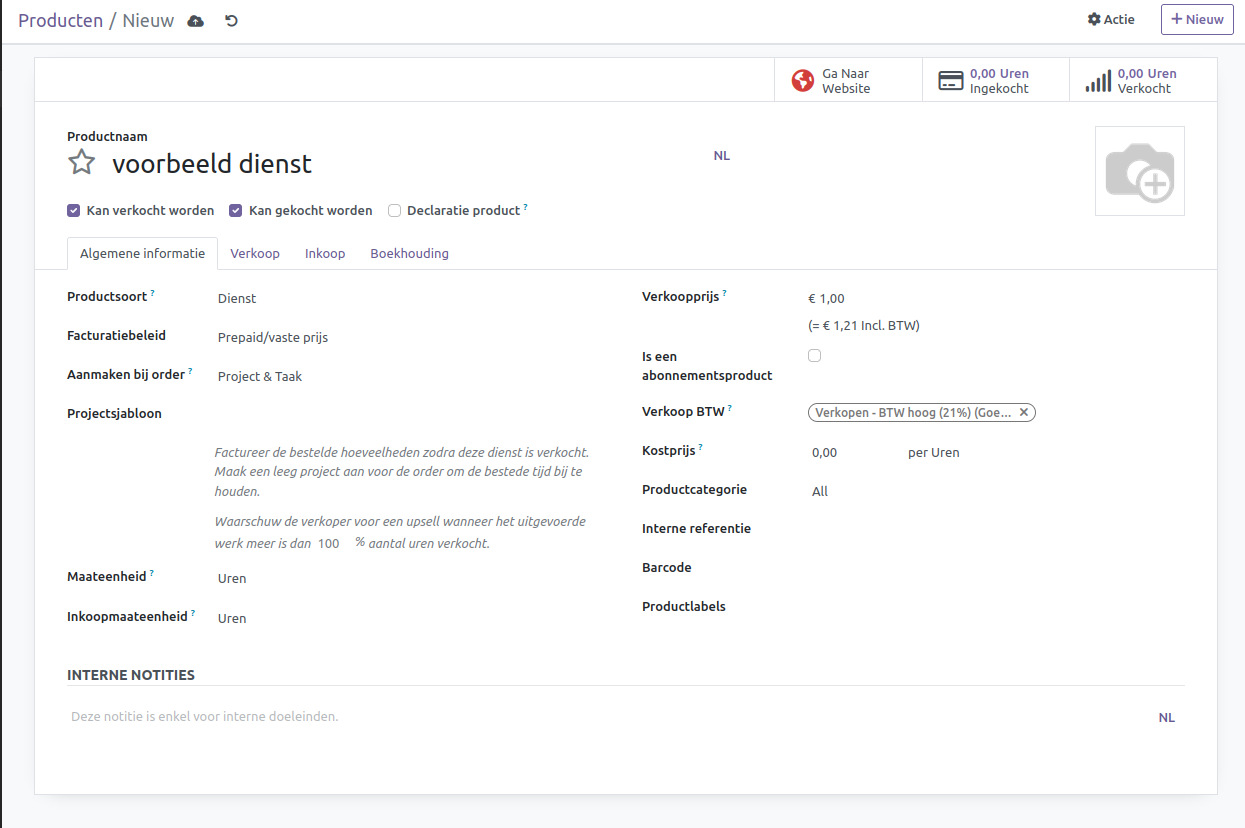 Producten / Nieuw
Actie
+ Nieuw
Ga Naar
Website
0,00 Uren
Ingekocht
0,00 Uren
Verkocht
Productnaam
voorbeeld dienst
NL
Kan verkocht worden
Kan gekocht worden
Declaratie product ?
Algemene informatie
Verkoop
Inkoop
Boekhouding
Productsoort ?
Dienst
Facturatiebeleid
Prepaid/vaste prijs
Aanmaken bij order ?
Project & Taak
Projectsjabloon
Factureer de bestelde hoeveelheden zodra deze dienst is verkocht.
Maak een leeg project aan voor de order om de bestede tijd bij te
houden.
Waarschuw de verkoper voor een upsell wanneer het uitgevoerde
werk meer is dan 100 % aantal uren verkocht.
Maateenheid ?
Uren
Inkoopmaateenheid ?
Uren
Verkoopprijs ?
€ 1,00
(= € 1,21 Incl. BTW)
Is een
abonnementsproduct
Verkoop BTW ?
Verkopen - BTW hoog (21%) (Goe... ×
Kostprijs ?
0,00
per Uren
Productcategorie
All
Interne referentie
Barcode
Productlabels
INTERNE NOTITIES
Deze notitie is enkel voor interne doeleinden.
NL